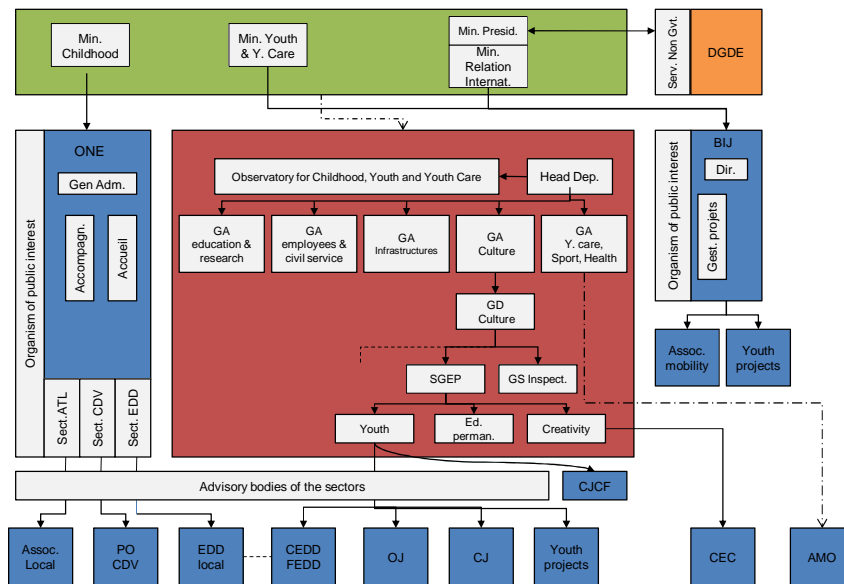 Min.
Childhood
Min. Youth
& Y. Care
Min. Presid.
Min.
Relation
Internat.
Serv. Non Gvt.
DGDE
Organism of public interest
ONE
Gen Adm.
Accompagn.
Accueil
Sect.ATL
Sect. CDV
Sect. EDD
Observatory for Childhood, Youth and Youth Care
Head Dep.
GA
education &
research
GA
employees &
civil service
GA
Infrastructures
GA
Culture
GA
Y. care,
Sport, Health
GD
Culture
SGEP
GS Inspect.
Youth
Ed.
perman.
Creativity
Organism of public interest
BIJ
Dir.
Gest. projets
Assoc.
mobility
Youth
projects
Advisory bodies of the sectors
CJCF
Assoc.
Local
PO
CDV
EDD
local
CEDD
FEDD
OJ
CJ
Youth
projects
CEC
AMO